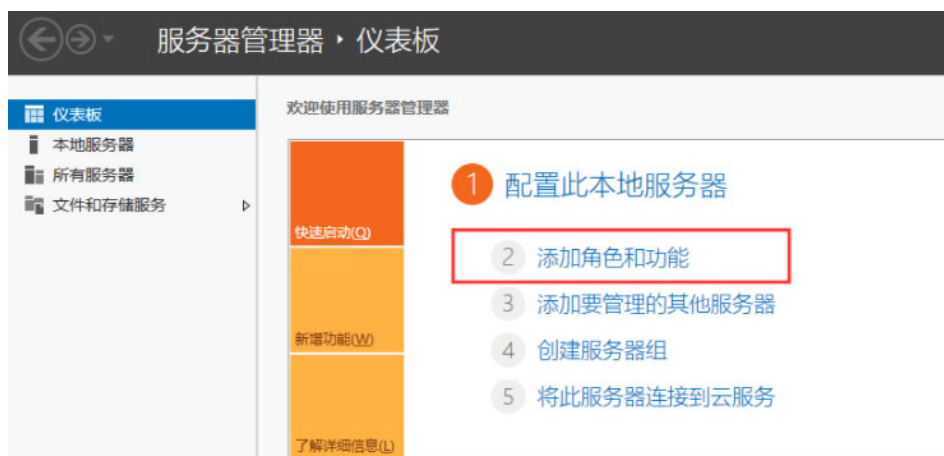 服务器管理器 · 仪表板
仪表板
本地服务器
所有服务器
文件和存储服务
欢迎使用服务器管理器
快速启动(Q)
新增功能(W)
了解详细信息(L)
1 配置此本地服务器
2 添加角色和功能
3 添加要管理的其他服务器
4 创建服务器组
5 将此服务器连接到云服务